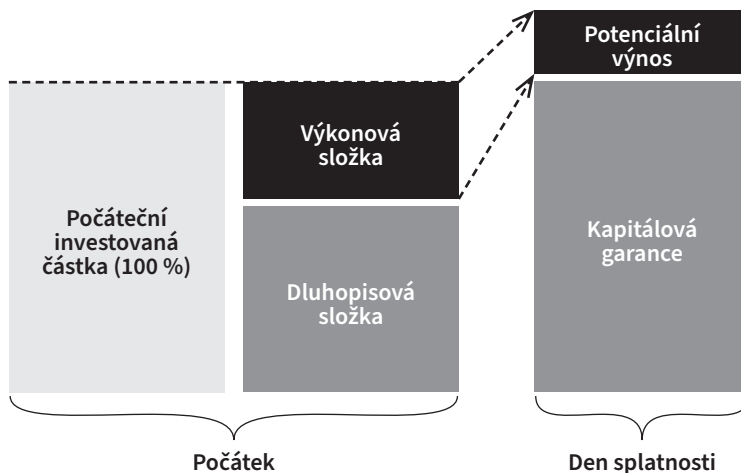 Potenciální
výnos
Výkonová
složka
Počáteční
investovaná
částka (100 %)
Kapitálová
garance
Dluhopisová
složka
Počátek
Den splatnosti